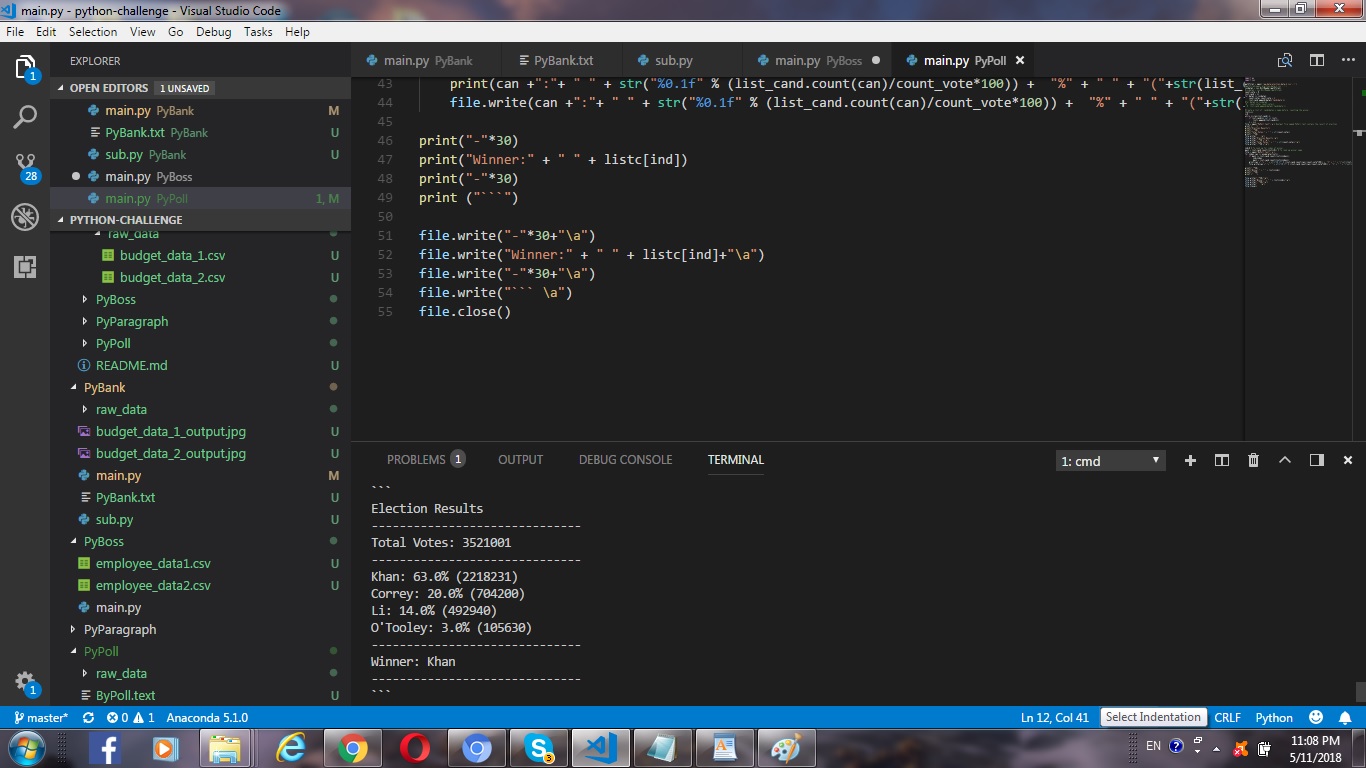 main.py - python-challenge - Visual Studio Code
File Edit Selection View Go Debug Tasks Help
EXPLORER
OPEN EDITORS 1 UNSAVED
main.py PyBank M
PyBank.txt PyBank U
sub.py PyBank U
main.py PyBoss
main.py PyPoll 1, M
PYTHON-CHALLENGE
raw_data
budget_data_1.csv U
budget_data_2.csv U
PyBoss
PyParagraph
PyPoll
README.md U
PyBank
raw_data
budget_data_1_output.jpg U
budget_data_2_output.jpg U
main.py M
PyBank.txt U
sub.py U
PyBoss
employee_data1.csv U
employee_data2.csv U
main.py
PyParagraph
PyPoll
raw_data
ByPoll.text U
1
28
1
main.py PyBank PyBank.txt sub.py main.py PyBoss main.py PyPoll
43 print(can +":"+ " " + str("%0.1f" % (list_cand.count(can)/count_vote*100)) + "%" + " " + "("+str(list_
44 file.write(can +":"+ " " + str("%0.1f" % (list_cand.count(can)/count_vote*100)) + "%" + " " + "("+str(l
45
46 print("-"*30)
47 print("Winner:" + " " + listc[ind])
48 print("-"*30)
49 print ("```")
50
51 file.write("-"*30+"\a")
52 file.write("Winner:" + " " + listc[ind]+"\a")
53 file.write("-"*30+"\a")
54 file.write("``` \a")
55 file.close()
PROBLEMS 1 OUTPUT DEBUG CONSOLE TERMINAL 1: cmd
```
Election Results
------------------------------
Total Votes: 3521001
------------------------------
Khan: 63.0% (2218231)
Correy: 20.0% (704200)
Li: 14.0% (492940)
O'Tooley: 3.0% (105630)
------------------------------
Winner: Khan
------------------------------
```
master* 0 1 Anaconda 5.1.0 Ln 12, Col 41 Select Indentation CRLF Python
3
EN 11:08 PM
5/11/2018